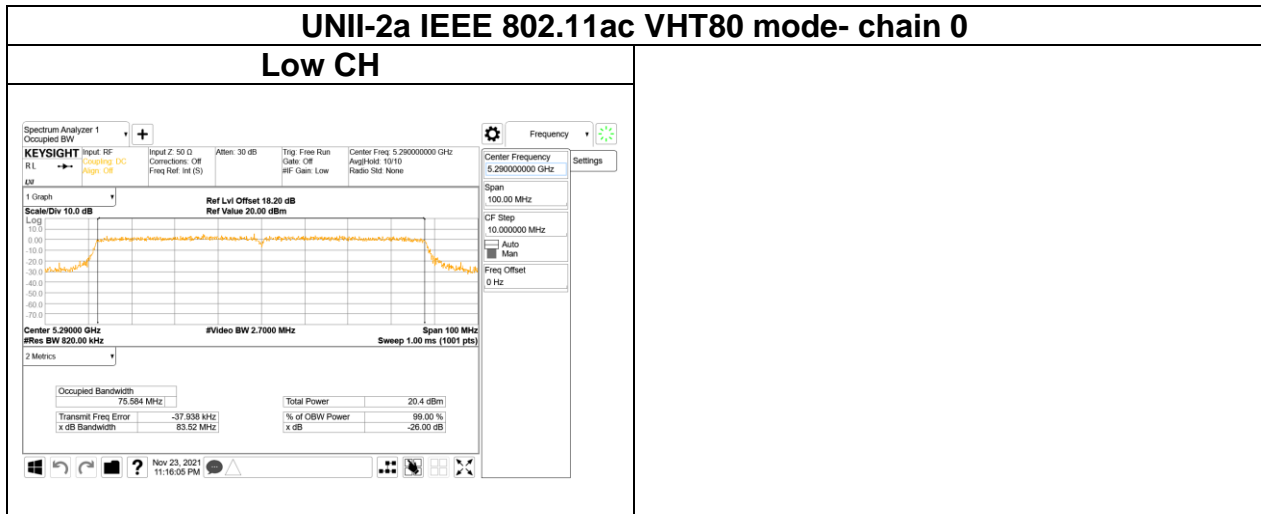 UNII-2a IEEE 802.11ac VHT80 mode- chain 0
Low CH
Spectrum Analyzer 1
Occupied BW
Frequency
KEYSIGHT Input: RF Input Z: 50 Ω Atten: 30 dB Trig: Free Run Center Freq: 5.290000000 GHz
RL Coupling: DC Corrections: Off Gate: Off Avg|Hold: 10/10
Align: Off Freq Ref: Int (S) #IF Gain: Low Radio Std: None
Center Frequency
5.290000000 GHz
Settings
Span
100.00 MHz
CF Step
10.000000 MHz
Auto
Man
Freq Offset
0 Hz
1 Graph
Ref Lvl Offset 18.20 dB
Scale/Div 10.0 dB Ref Value 20.00 dBm
Log
10.0
0.00
-10.0
-20.0
-30.0
-40.0
-50.0
-60.0
-70.0
Center 5.29000 GHz #Video BW 2.7000 MHz Span 100 MHz
#Res BW 820.00 kHz Sweep 1.00 ms (1001 pts)
2 Metrics
Occupied Bandwidth
75.584 MHz Total Power 20.4 dBm
Transmit Freq Error -37.938 kHz % of OBW Power 99.00 %
x dB Bandwidth 83.52 MHz x dB -26.00 dB
? Nov 23, 2021
11:16:05 PM